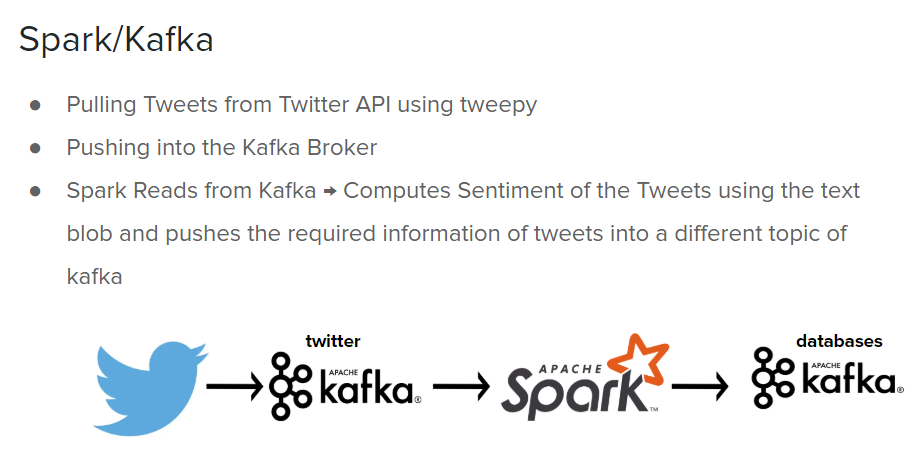 Spark/Kafka
● Pulling Tweets from Twitter API using tweepy
● Pushing into the Kafka Broker
● Spark Reads from Kafka → Computes Sentiment of the Tweets using the text
blob and pushes the required information of tweets into a different topic of
kafka
twitter
APACHE
kafka®
APACHE
Spark™
databases
APACHE
kafka®